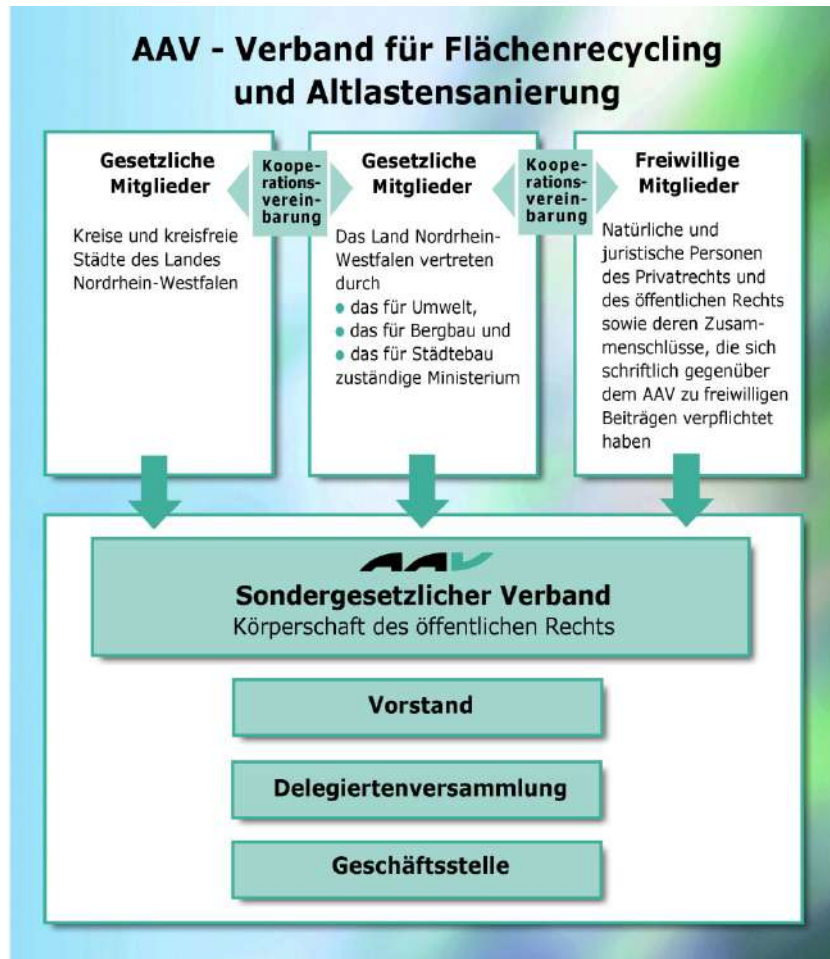 AAV - Verband für Flächenrecycling
und Altlastensanierung
Gesetzliche
Mitglieder
Kreise und kreisfreie
Städte des Landes
Nordrhein-Westfalen
Koope-
rations-
verein-
barung
Gesetzliche
Mitglieder
Das Land Nordrhein-
Westfalen vertreten
durch
● das für Umwelt,
● das für Bergbau und
● das für Städtebau
zuständige Ministerium
Koope-
rations-
verein-
barung
Freiwillige
Mitglieder
Natürliche und
juristische Personen
des Privatrechts und
des öffentlichen Rechts
sowie deren Zusam-
menschlüsse, die sich
schriftlich gegenüber
dem AAV zu freiwilligen
Beiträgen verpflichtet
haben
AAV
Sondergesetzlicher Verband
Körperschaft des öffentlichen Rechts
Vorstand
Delegiertenversammlung
Geschäftsstelle